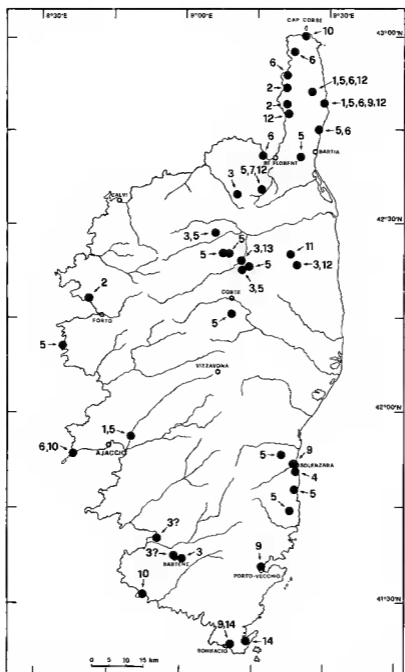 8°30'E
9°00'E
9°30'E
CAP CORSE
43°00'N
10
6
6
2
1,5,6,12
2
1,5,6,9,12
12
5,6
6
5
BASTIA
ST FLORENT
5,7,12
3
CALVI
42°30'N
3,5
5
3,13
11
5
3,12
2
3,5
CORTE
PORTO
5
5
VIZZAVONA
42°00'N
1,5
AJACCIO
6,10
5
9
SOLENZARA
4
5
5
3?
3?
3
SARTENE
9
PORTO-VECCHIO
10
41°30'N
9,14
14
BONIFACIO
0 5 10 15 km